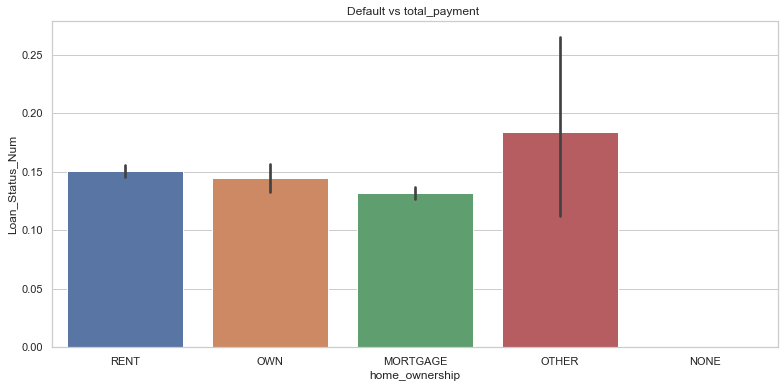 Default vs total_payment
Loan_Status_Num
0.25
0.20
0.15
0.10
0.05
0.00
RENT OWN MORTGAGE OTHER NONE
home_ownership